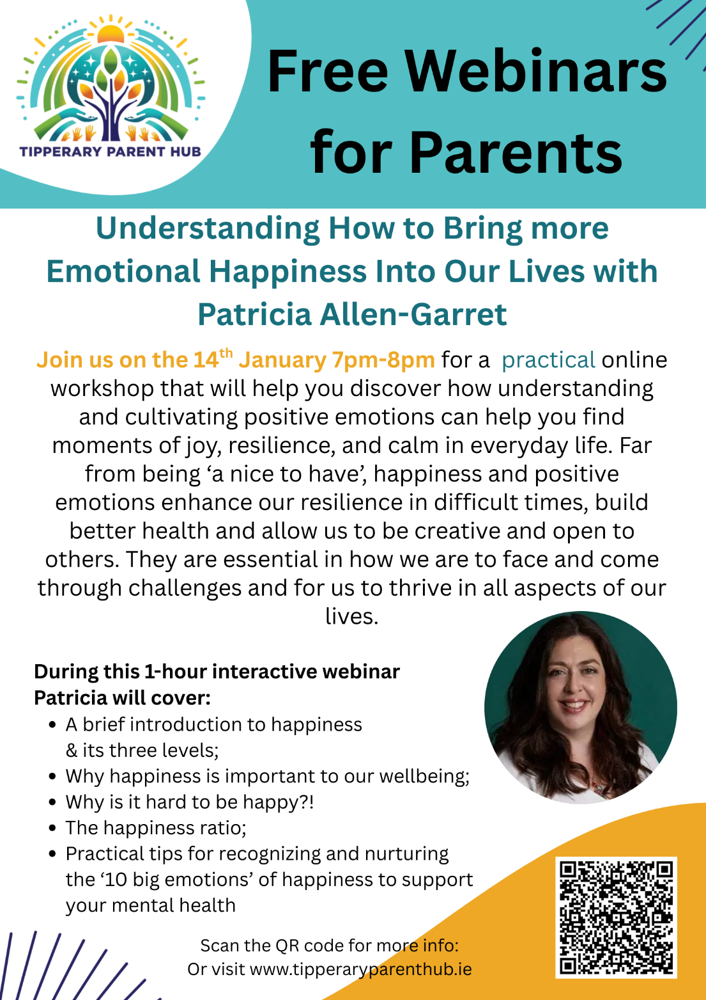 TIPPERARY PARENT HUB
Free Webinars
for Parents
Understanding How to Bring more
Emotional Happiness Into Our Lives with
Patricia Allen-Garret
Join us on the 14th January 7pm-8pm for a practical online
workshop that will help you discover how understanding
and cultivating positive emotions can help you find
moments of joy, resilience, and calm in everyday life. Far
from being ‘a nice to have’, happiness and positive
emotions enhance our resilience in difficult times, build
better health and allow us to be creative and open to
others. They are essential in how we are to face and come
through challenges and for us to thrive in all aspects of our
lives.
During this 1-hour interactive webinar
Patricia will cover:
• A brief introduction to happiness
& its three levels;
• Why happiness is important to our wellbeing;
• Why is it hard to be happy?!
• The happiness ratio;
• Practical tips for recognizing and nurturing
the ‘10 big emotions’ of happiness to support
your mental health
Scan the QR code for more info:
Or visit www.tipperaryparenthub.ie